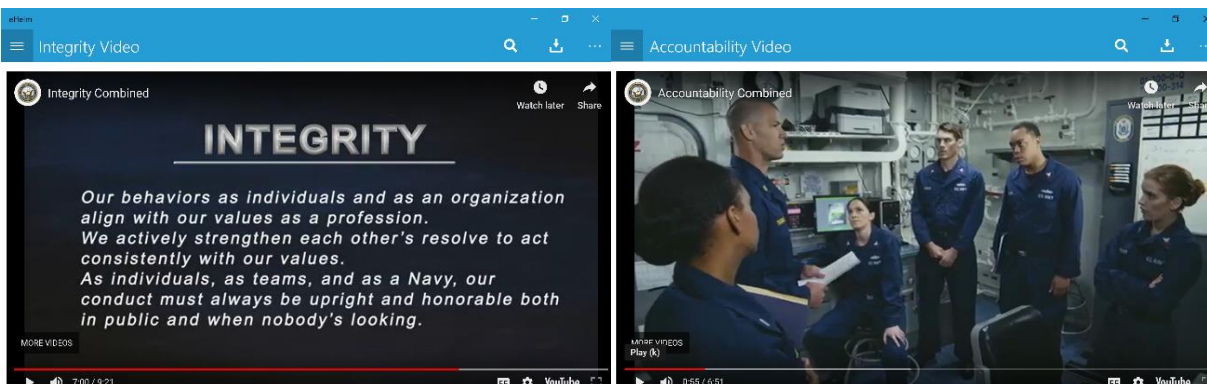 eHelm
Integrity Video
Integrity Combined
Watch later
Share
INTEGRITY
Our behaviors as individuals and as an organization
align with our values as a profession.
We actively strengthen each other's resolve to act
consistently with our values.
As individuals, as teams, and as a Navy, our
conduct must always be upright and honorable both
in public and when nobody's looking.
MORE VIDEOS
7:00 / 9:21
YouTube
Accountability Video
Accountability Combined
Watch later
Share
MORE VIDEOS
Play (k)
0:55 / 6:51
YouTube